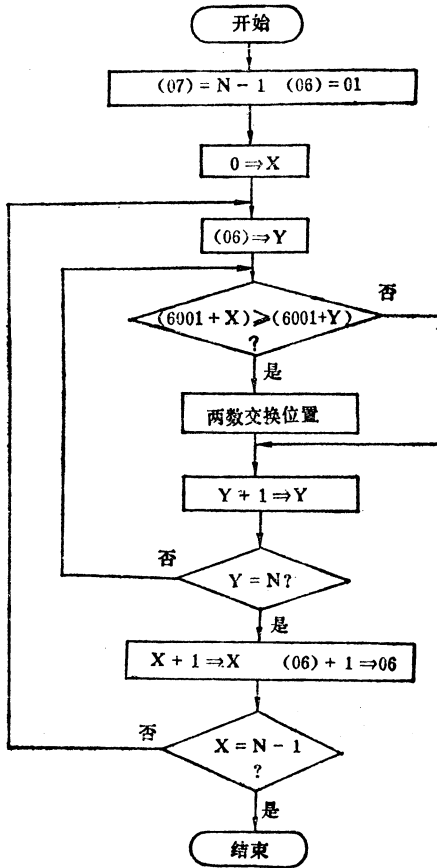 开始
(07) = N - 1 (06) = 01
0 ⇒ X
(06) ⇒ Y
否
(6001 + X) ⩾ (6001 + Y)
?
是
两数交换位置
Y + 1 ⇒ Y
否
Y = N ?
是
X + 1 ⇒ X (06) + 1 ⇒ 06
否
X = N - 1
?
是
结束